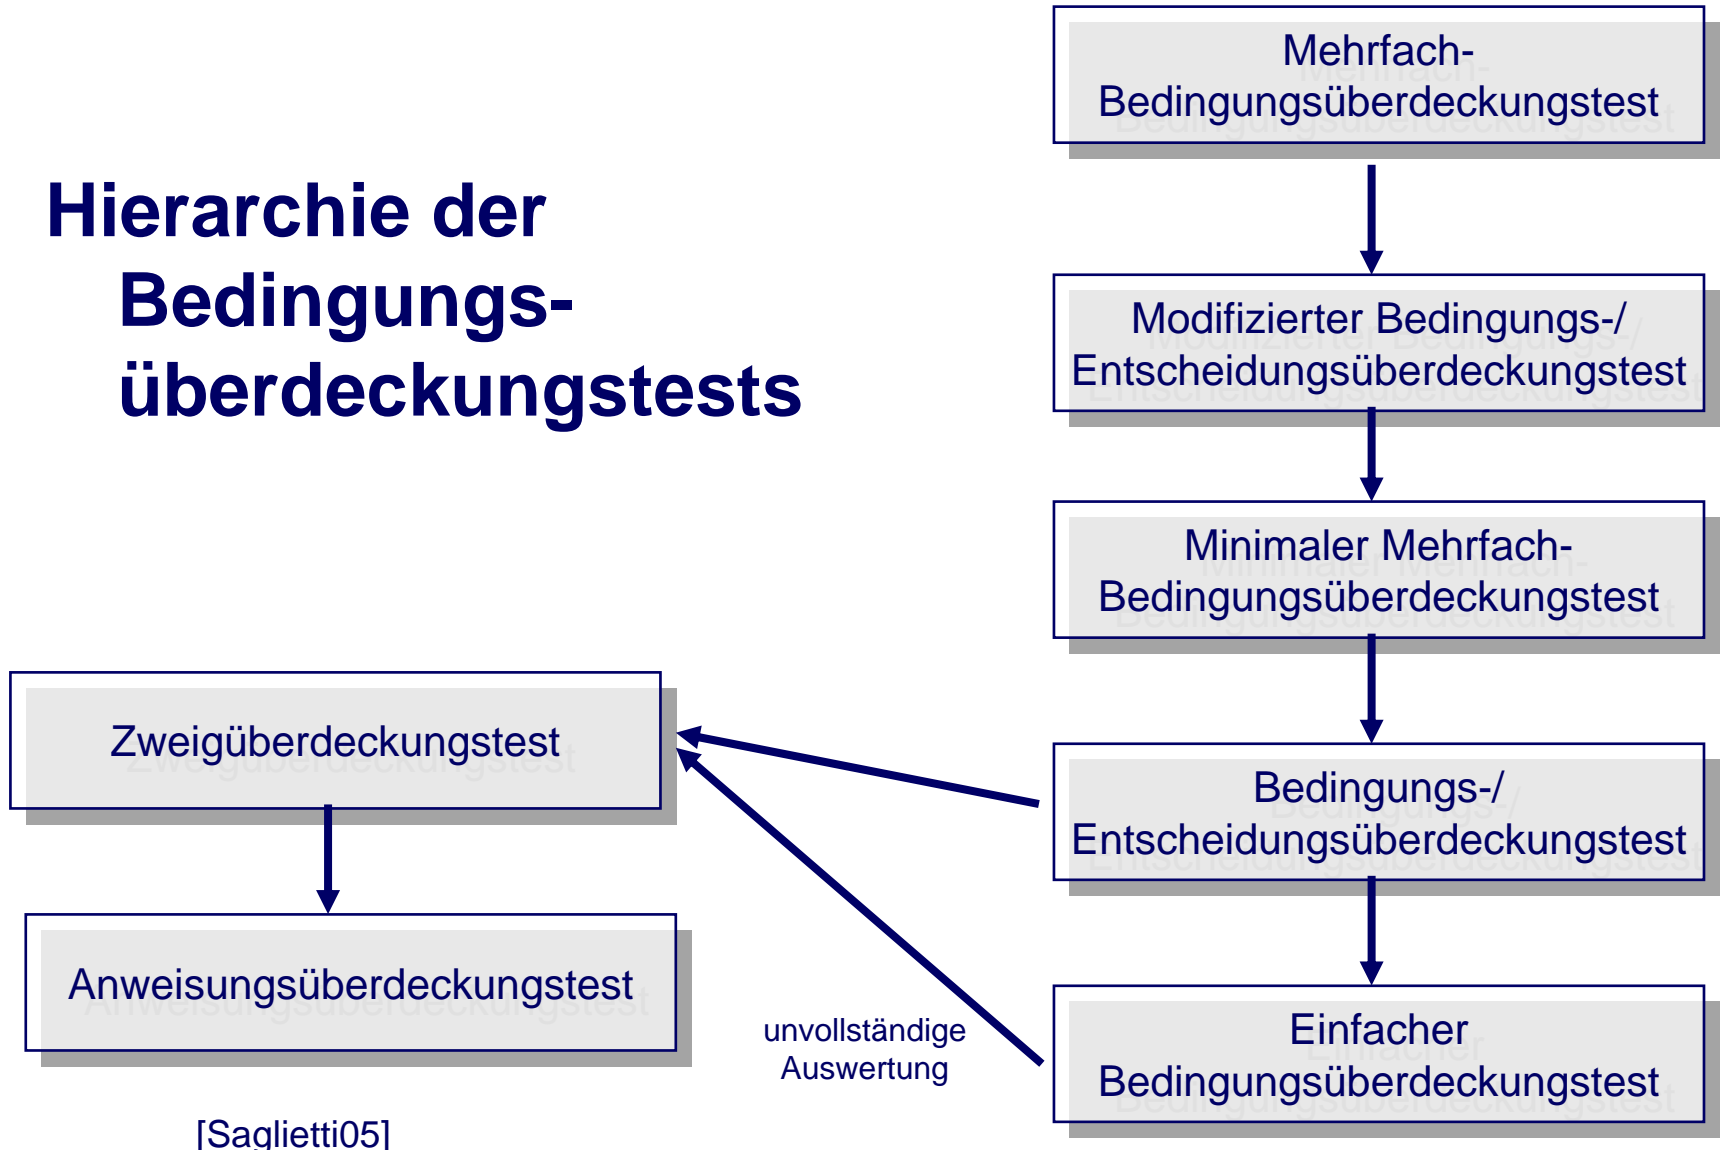 Hierarchie der
Bedingungs-
überdeckungstests
Mehrfach-
Bedingungsüberdeckungstest
Modifizierter Bedingungs-/
Entscheidungsüberdeckungstest
Minimaler Mehrfach-
Bedingungsüberdeckungstest
Zweigüberdeckungstest
Bedingungs-/
Entscheidungsüberdeckungstest
Anweisungsüberdeckungstest
unvollständige
Auswertung
Einfacher
Bedingungsüberdeckungstest
[Saglietti05]